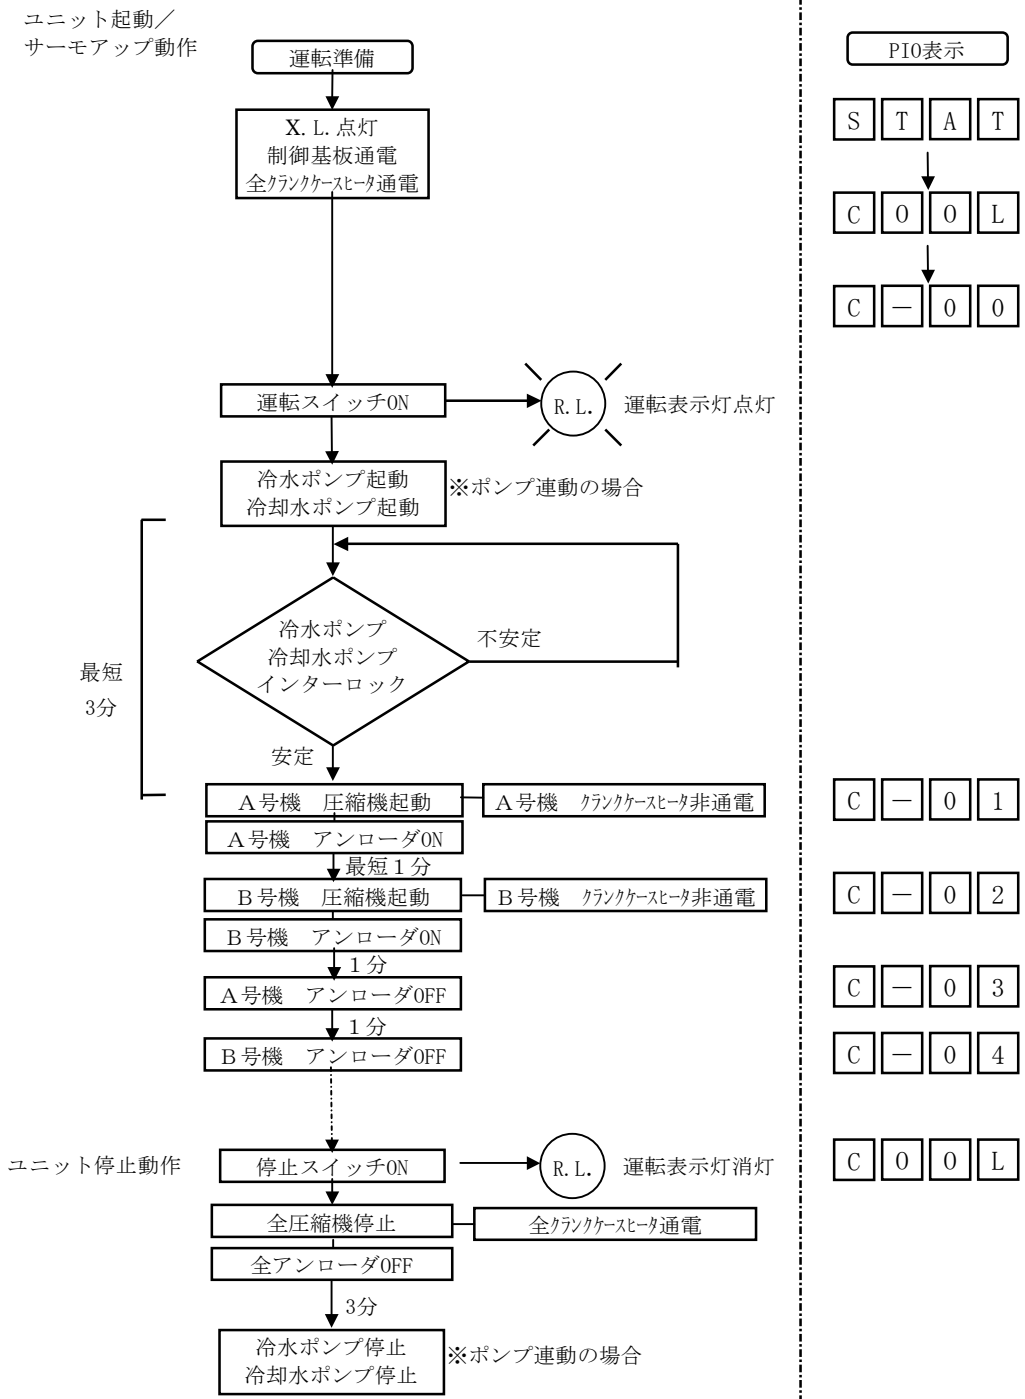 ユニット起動／
サーモアップ動作
運転準備
X.L.点灯
制御基板通電
全クランクケースヒータ通電
運転スイッチON
R.L.
運転表示灯点灯
冷水ポンプ起動
冷却水ポンプ起動
※ポンプ連動の場合
冷水ポンプ
冷却水ポンプ
インターロック
不安定
最短
3分
安定
A号機　圧縮機起動
A号機　クランクケースヒータ非通電
A号機　アンローダON
最短１分
B号機　圧縮機起動
B号機　クランクケースヒータ非通電
B号機　アンローダON
１分
A号機　アンローダOFF
１分
B号機　アンローダOFF
ユニット停止動作
停止スイッチON
R.L.
運転表示灯消灯
全圧縮機停止
全クランクケースヒータ通電
全アンローダOFF
3分
冷水ポンプ停止
冷却水ポンプ停止
※ポンプ連動の場合
PIO表示
S T A T
C O O L
C － 0 0
C － 0 1
C － 0 2
C － 0 3
C － 0 4
C O O L